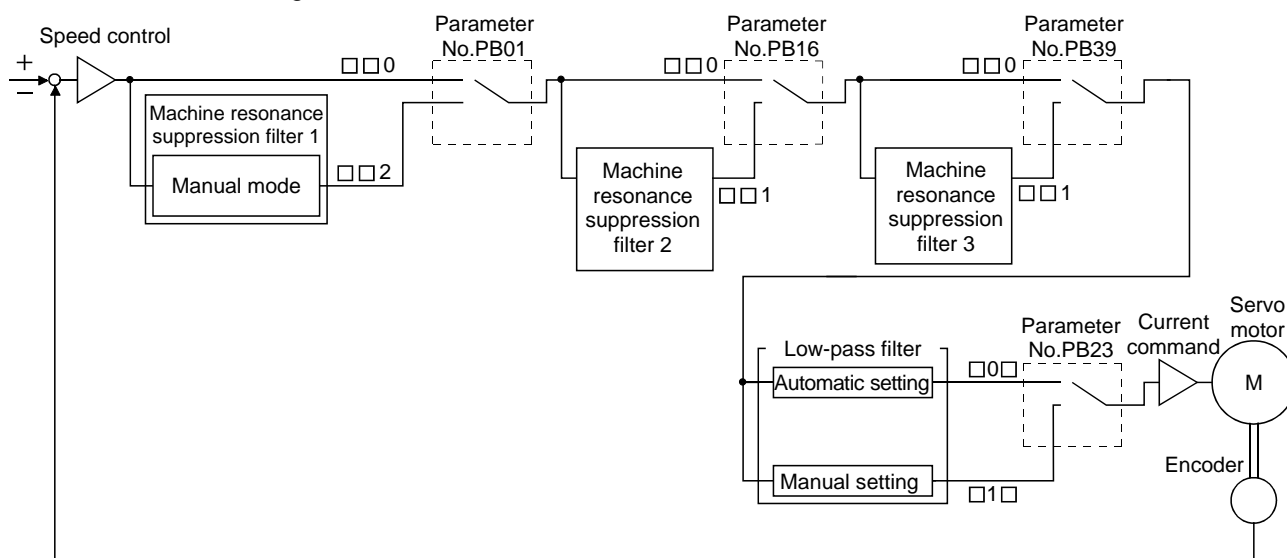 Speed control
+
−
Parameter
No.PB01
Parameter
No.PB16
Parameter
No.PB39
□□0
□□0
□□0
Machine resonance
suppression filter 1
Manual mode
□□2
Machine
resonance
suppression
filter 2
□□1
Machine
resonance
suppression
filter 3
□□1
Low-pass filter
Automatic setting
Manual setting
□0□
□1□
Parameter
No.PB23
Current
command
Servo
motor
M
Encoder